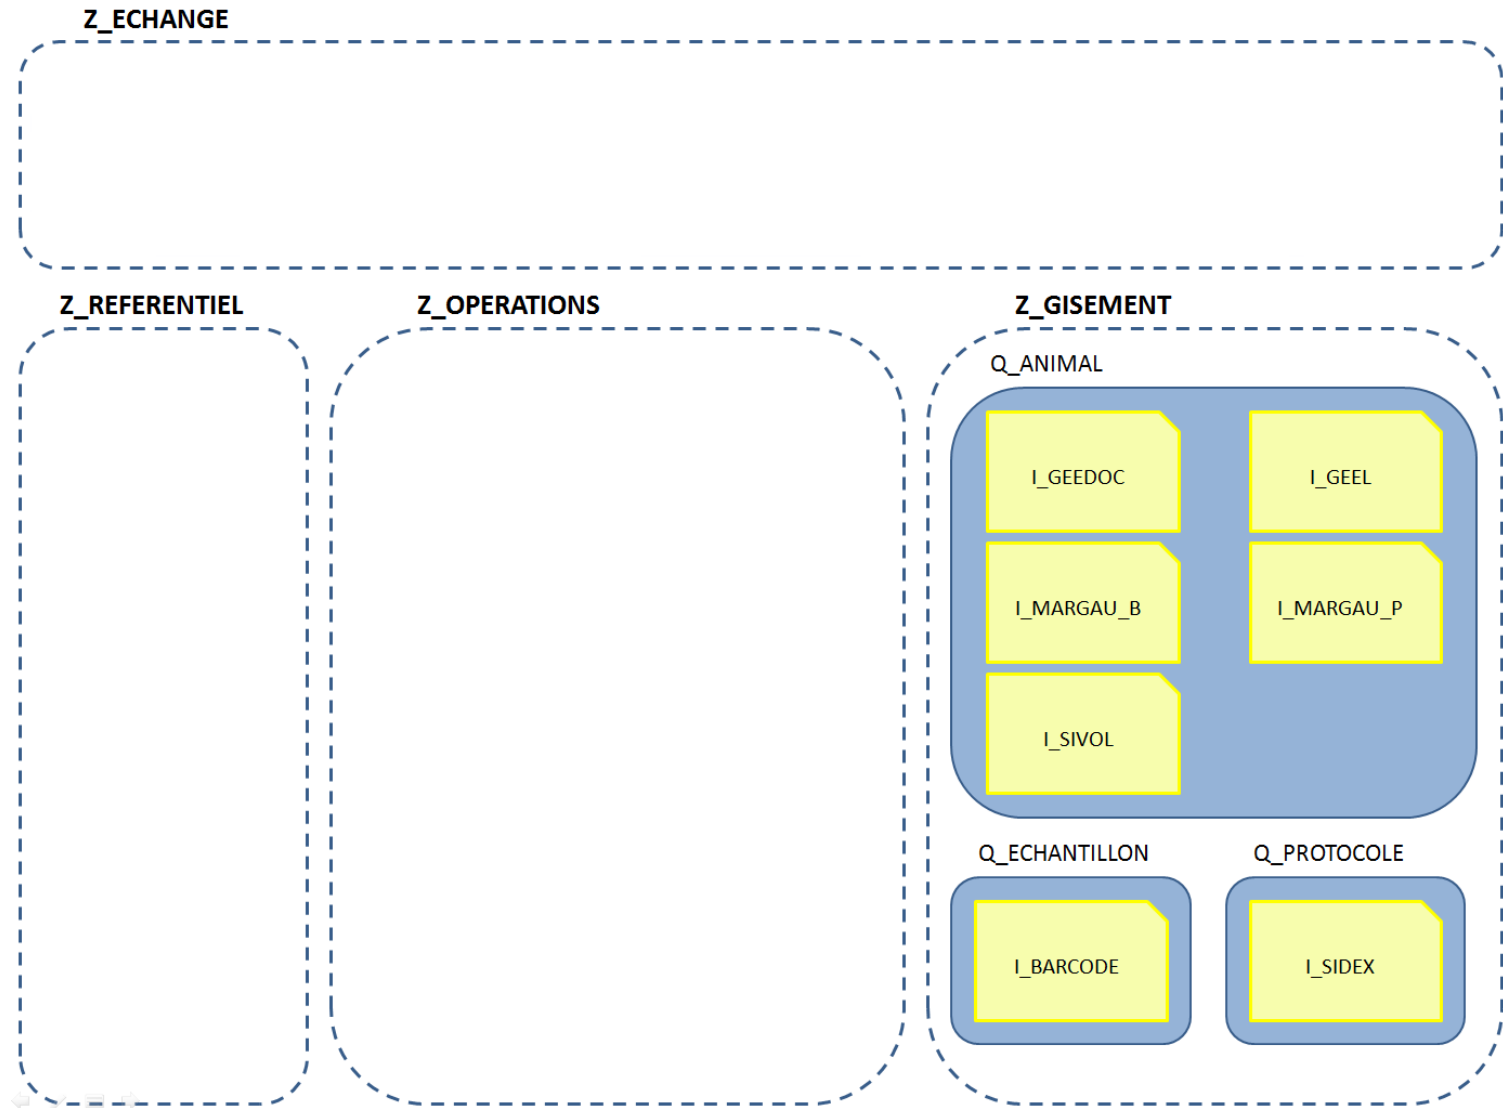 Z_ECHANGE
Z_REFERENTIEL
Z_OPERATIONS
Z_GISEMENT
Q_ANIMAL
I_GEEDOC
I_GEEL
I_MARGAU_B
I_MARGAU_P
I_SIVOL
Q_ECHANTILLON
Q_PROTOCOLE
I_BARCODE
I_SIDEX